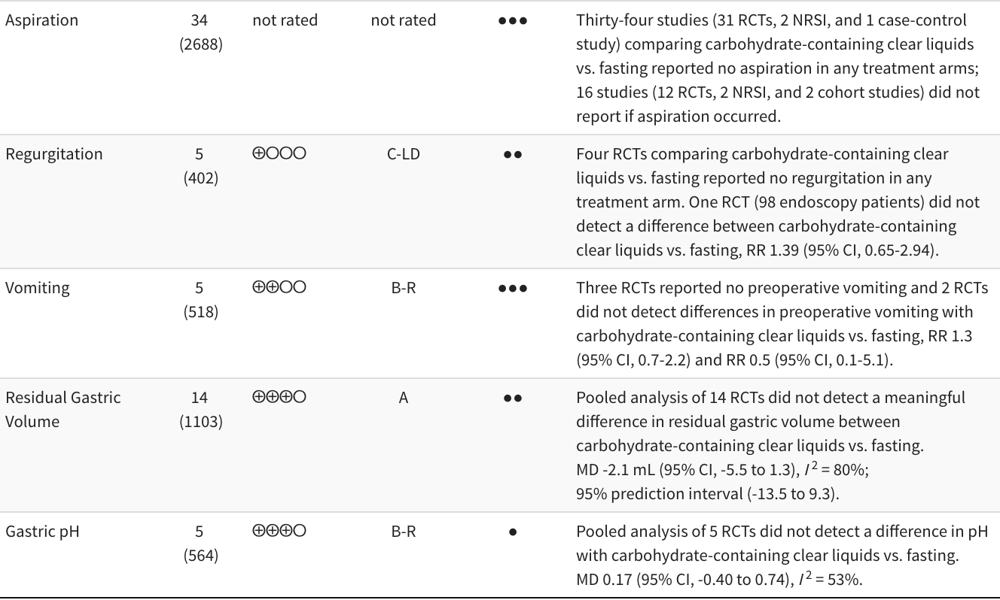 Aspiration 34 not rated not rated ●●● Thirty-four studies (31 RCTs, 2 NRSI, and 1 case-control
(2688) study) comparing carbohydrate-containing clear liquids
vs. fasting reported no aspiration in any treatment arms;
16 studies (12 RCTs, 2 NRSI, and 2 cohort studies) did not
report if aspiration occurred.
Regurgitation 5 ⊕○○○ C-LD ●● Four RCTs comparing carbohydrate-containing clear
(402) liquids vs. fasting reported no regurgitation in any
treatment arm. One RCT (98 endoscopy patients) did not
detect a difference between carbohydrate-containing
clear liquids vs. fasting, RR 1.39 (95% CI, 0.65-2.94).
Vomiting 5 ⊕⊕○○ B-R ●●● Three RCTs reported no preoperative vomiting and 2 RCTs
(518) did not detect differences in preoperative vomiting with
carbohydrate-containing clear liquids vs. fasting, RR 1.3
(95% CI, 0.7-2.2) and RR 0.5 (95% CI, 0.1-5.1).
Residual Gastric 14 ⊕⊕⊕○ A ●● Pooled analysis of 14 RCTs did not detect a meaningful
Volume (1103) difference in residual gastric volume between
carbohydrate-containing clear liquids vs. fasting.
MD -2.1 mL (95% CI, -5.5 to 1.3), I² = 80%;
95% prediction interval (-13.5 to 9.3).
Gastric pH 5 ⊕⊕⊕○ B-R ● Pooled analysis of 5 RCTs did not detect a difference in pH
(564) with carbohydrate-containing clear liquids vs. fasting.
MD 0.17 (95% CI, -0.40 to 0.74), I² = 53%.